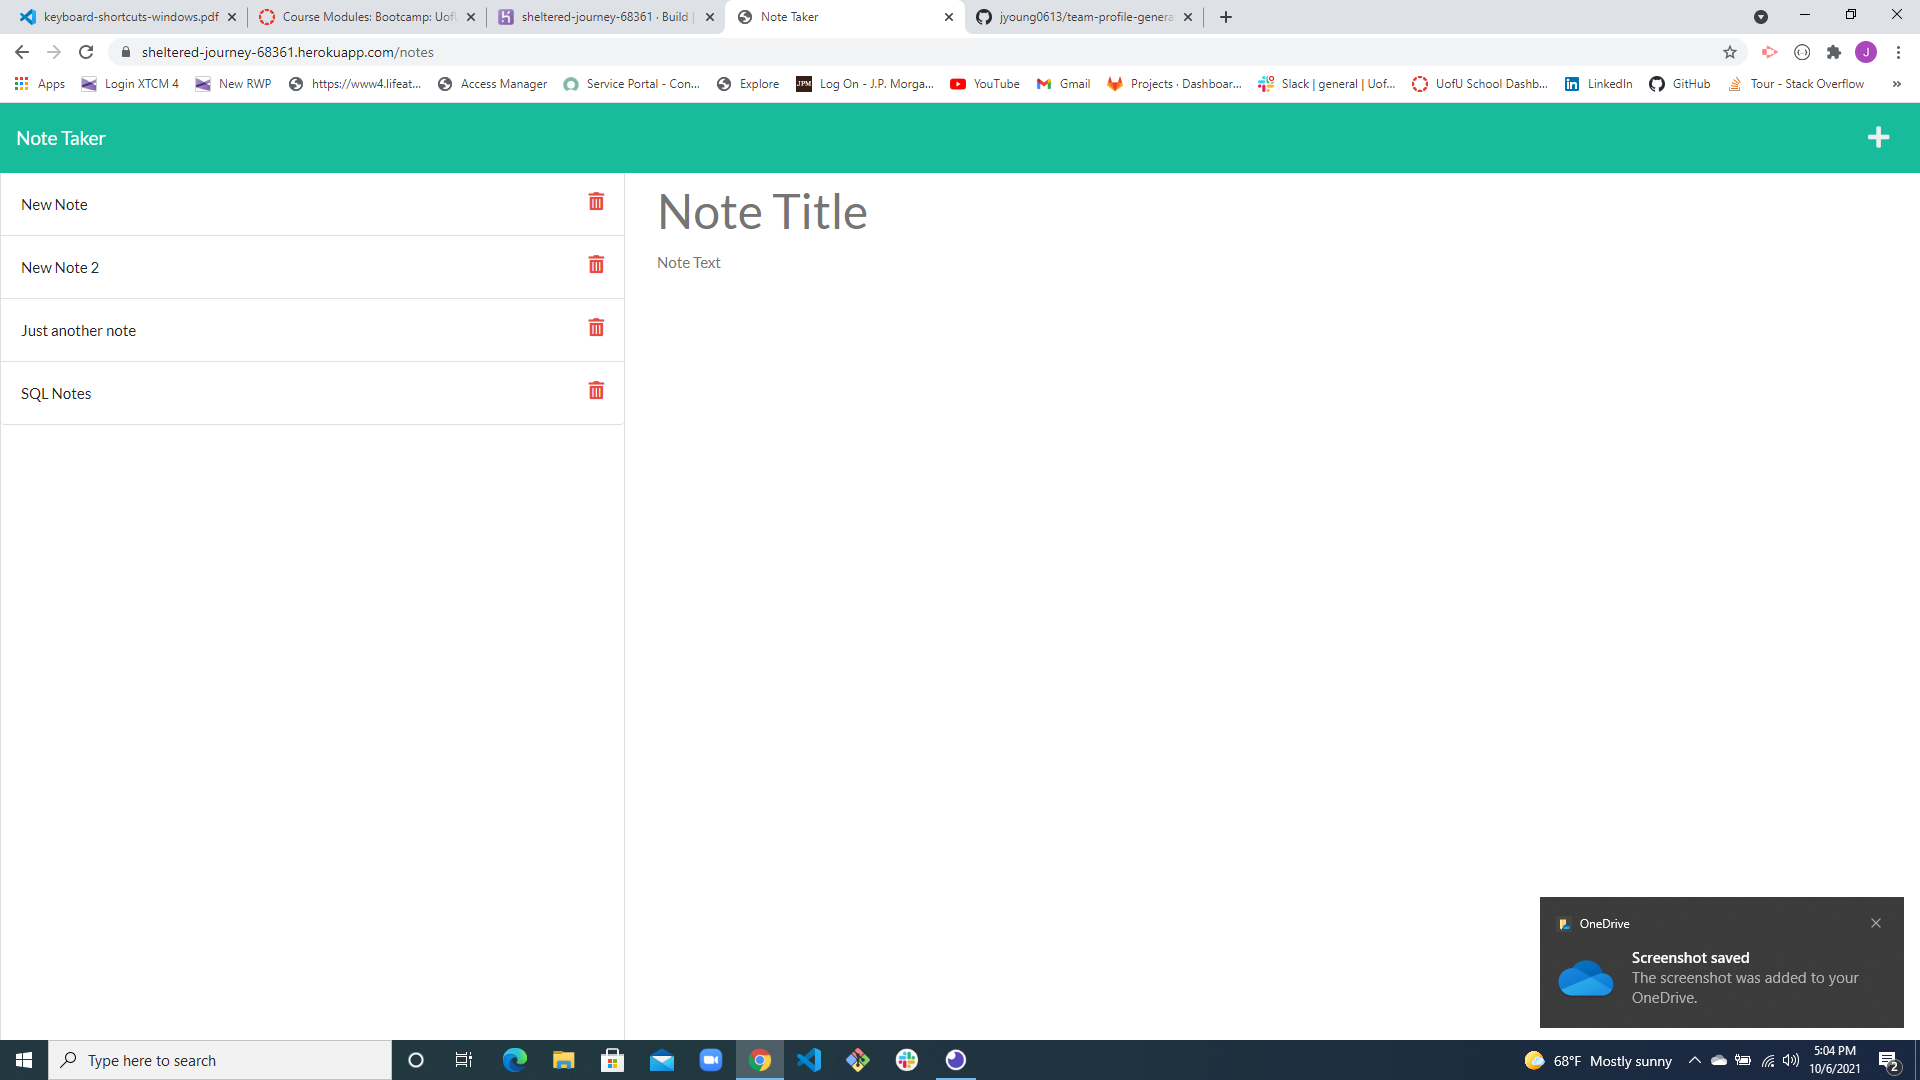 keyboard-shortcuts-windows.pdf
Course Modules: Bootcamp: Uof
sheltered-journey-68361 · Build |
Note Taker
jyoung0613/team-profile-genera
sheltered-journey-68361.herokuapp.com/notes
J
Apps
Login XTCM 4
New RWP
https://www4.lifeat...
Access Manager
Service Portal - Con...
Explore
JPM
Log On - J.P. Morga...
YouTube
Gmail
Projects · Dashboar...
Slack | general | Uof...
UofU School Dashb...
LinkedIn
GitHub
Tour - Stack Overflow
»
Note Taker
New Note
New Note 2
Just another note
SQL Notes
Note Title
Note Text
OneDrive
Screenshot saved
The screenshot was added to your
OneDrive.
Type here to search
68°F Mostly sunny
5:04 PM
10/6/2021
2